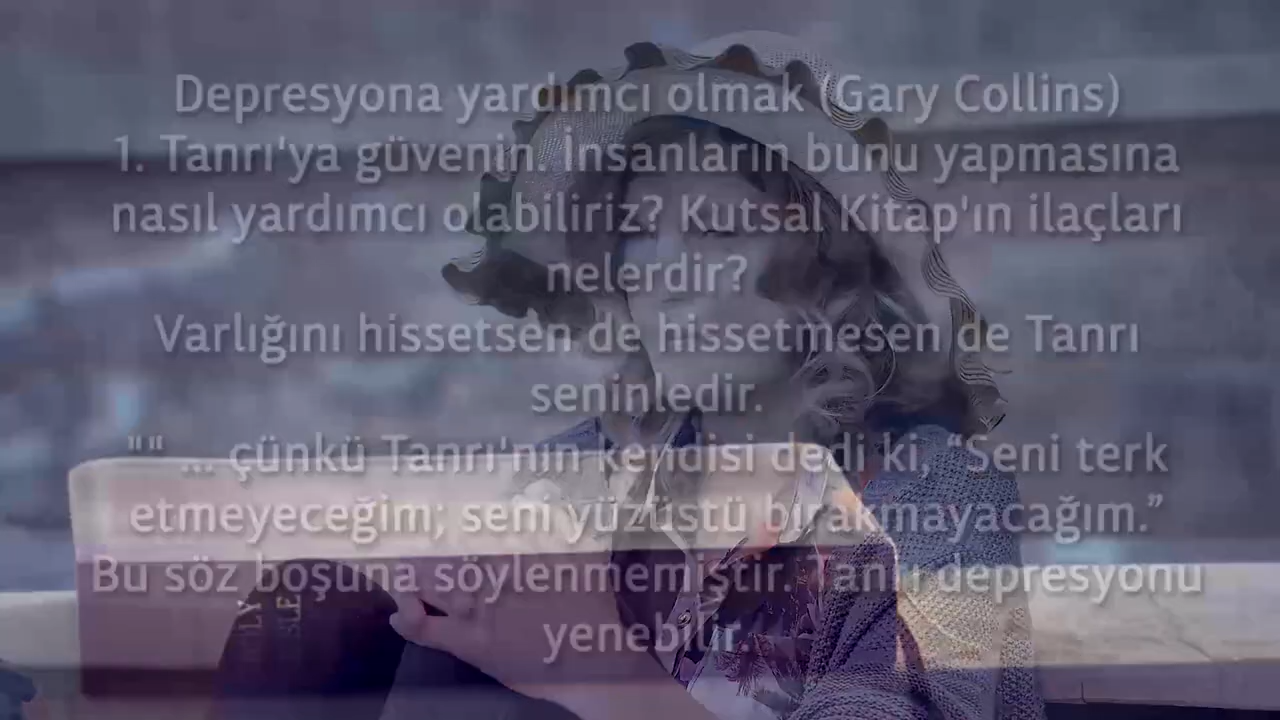 Depresyona yardımcı olmak (Gary Collins)
1. Tanrı'ya güvenin. İnsanların bunu yapmasına
nasıl yardımcı olabiliriz? Kutsal Kitap'ın ilaçları
nelerdir?
Varlığını hissetsen de hissetmesen de Tanrı
seninledir.
"" ... çünkü Tanrı'nın kendisi dedi ki, “Seni terk
etmeyeceğim; seni yüzüstü bırakmayacağım.”
Bu söz boşuna söylenmemiştir. Tanrı depresyonu
yenebilir.